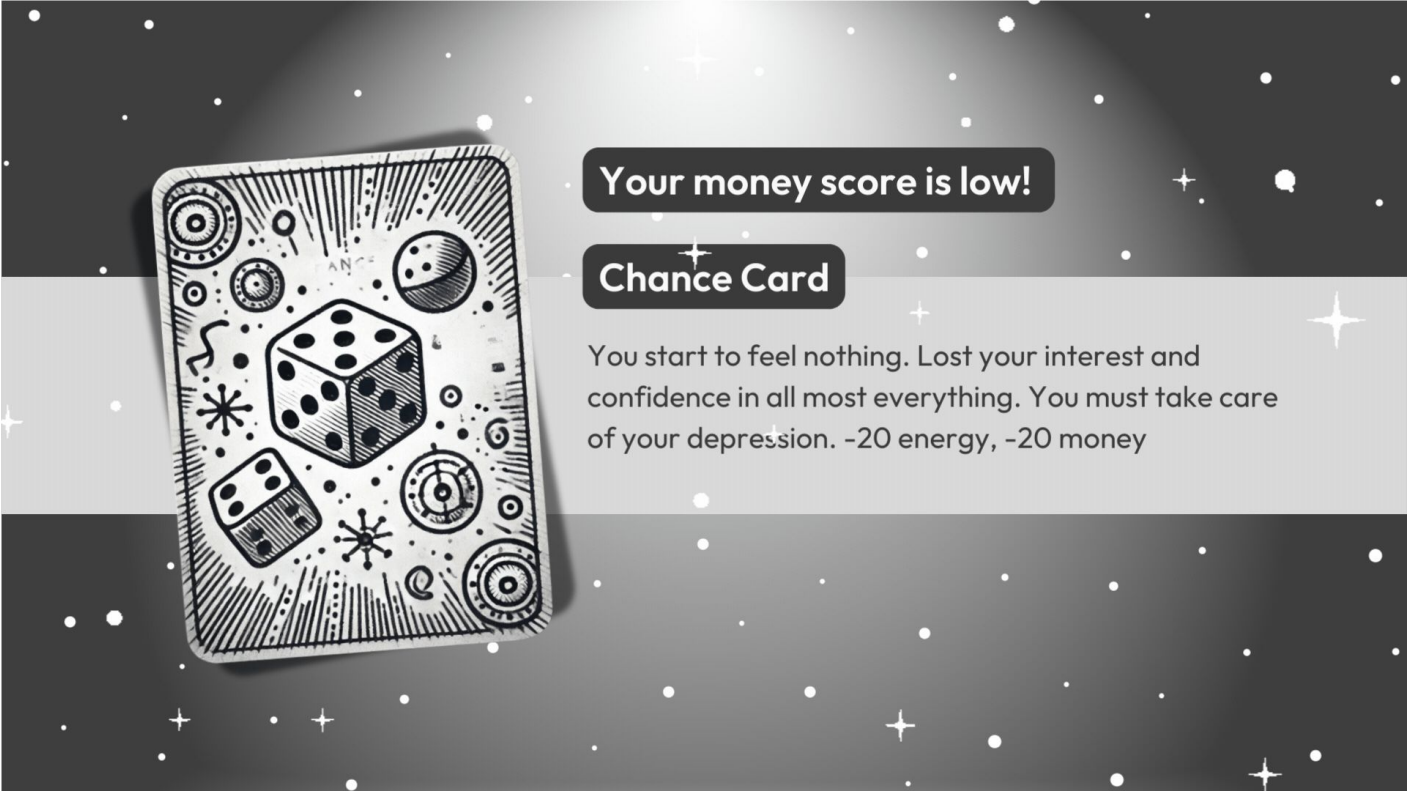 Your money score is low!
Chance Card
You start to feel nothing. Lost your interest and
confidence in all most everything. You must take care
of your depression. -20 energy, -20 money